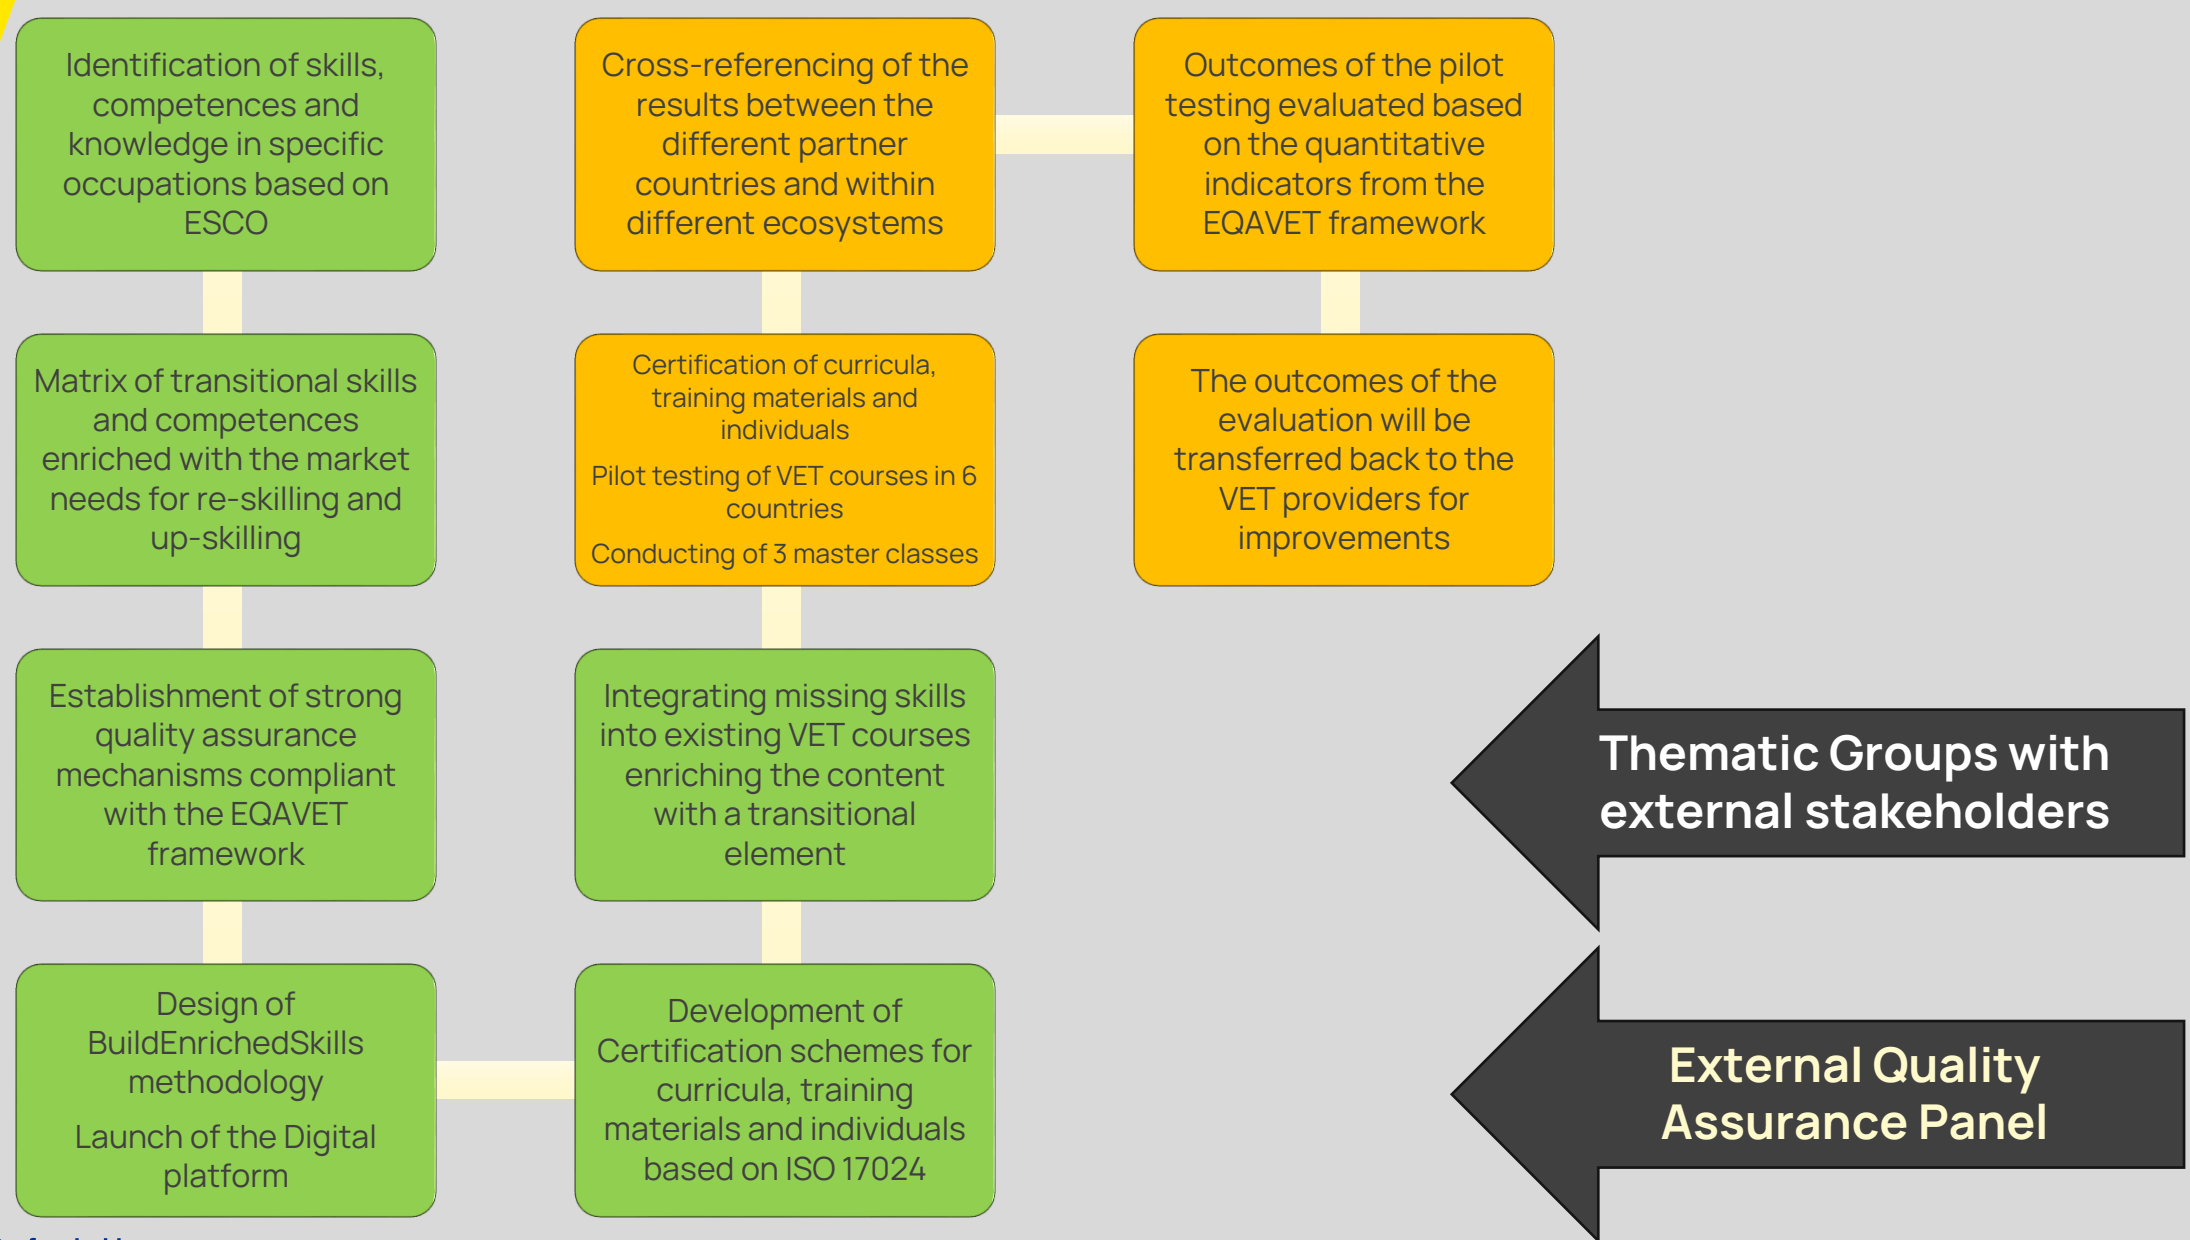 Identification of skills,
competences and
knowledge in specific
occupations based on
ESCO
Matrix of transitional skills
and competences
enriched with the market
needs for re-skilling and
up-skilling
Establishment of strong
quality assurance
mechanisms compliant
with the EQAVET
framework
Design of
BuildEnrichedSkills
methodology
Launch of the Digital
platform
Development of
Certification schemes for
curricula, training
materials and individuals
based on ISO 17024
Integrating missing skills
into existing VET courses
enriching the content
with a transitional
element
Certification of curricula,
training materials and
individuals
Pilot testing of VET courses in 6
countries
Conducting of 3 master classes
Cross-referencing of the
results between the
different partner
countries and within
different ecosystems
Outcomes of the pilot
testing evaluated based
on the quantitative
indicators from the
EQAVET framework
The outcomes of the
evaluation will be
transferred back to the
VET providers for
improvements
Thematic Groups with
external stakeholders
External Quality
Assurance Panel